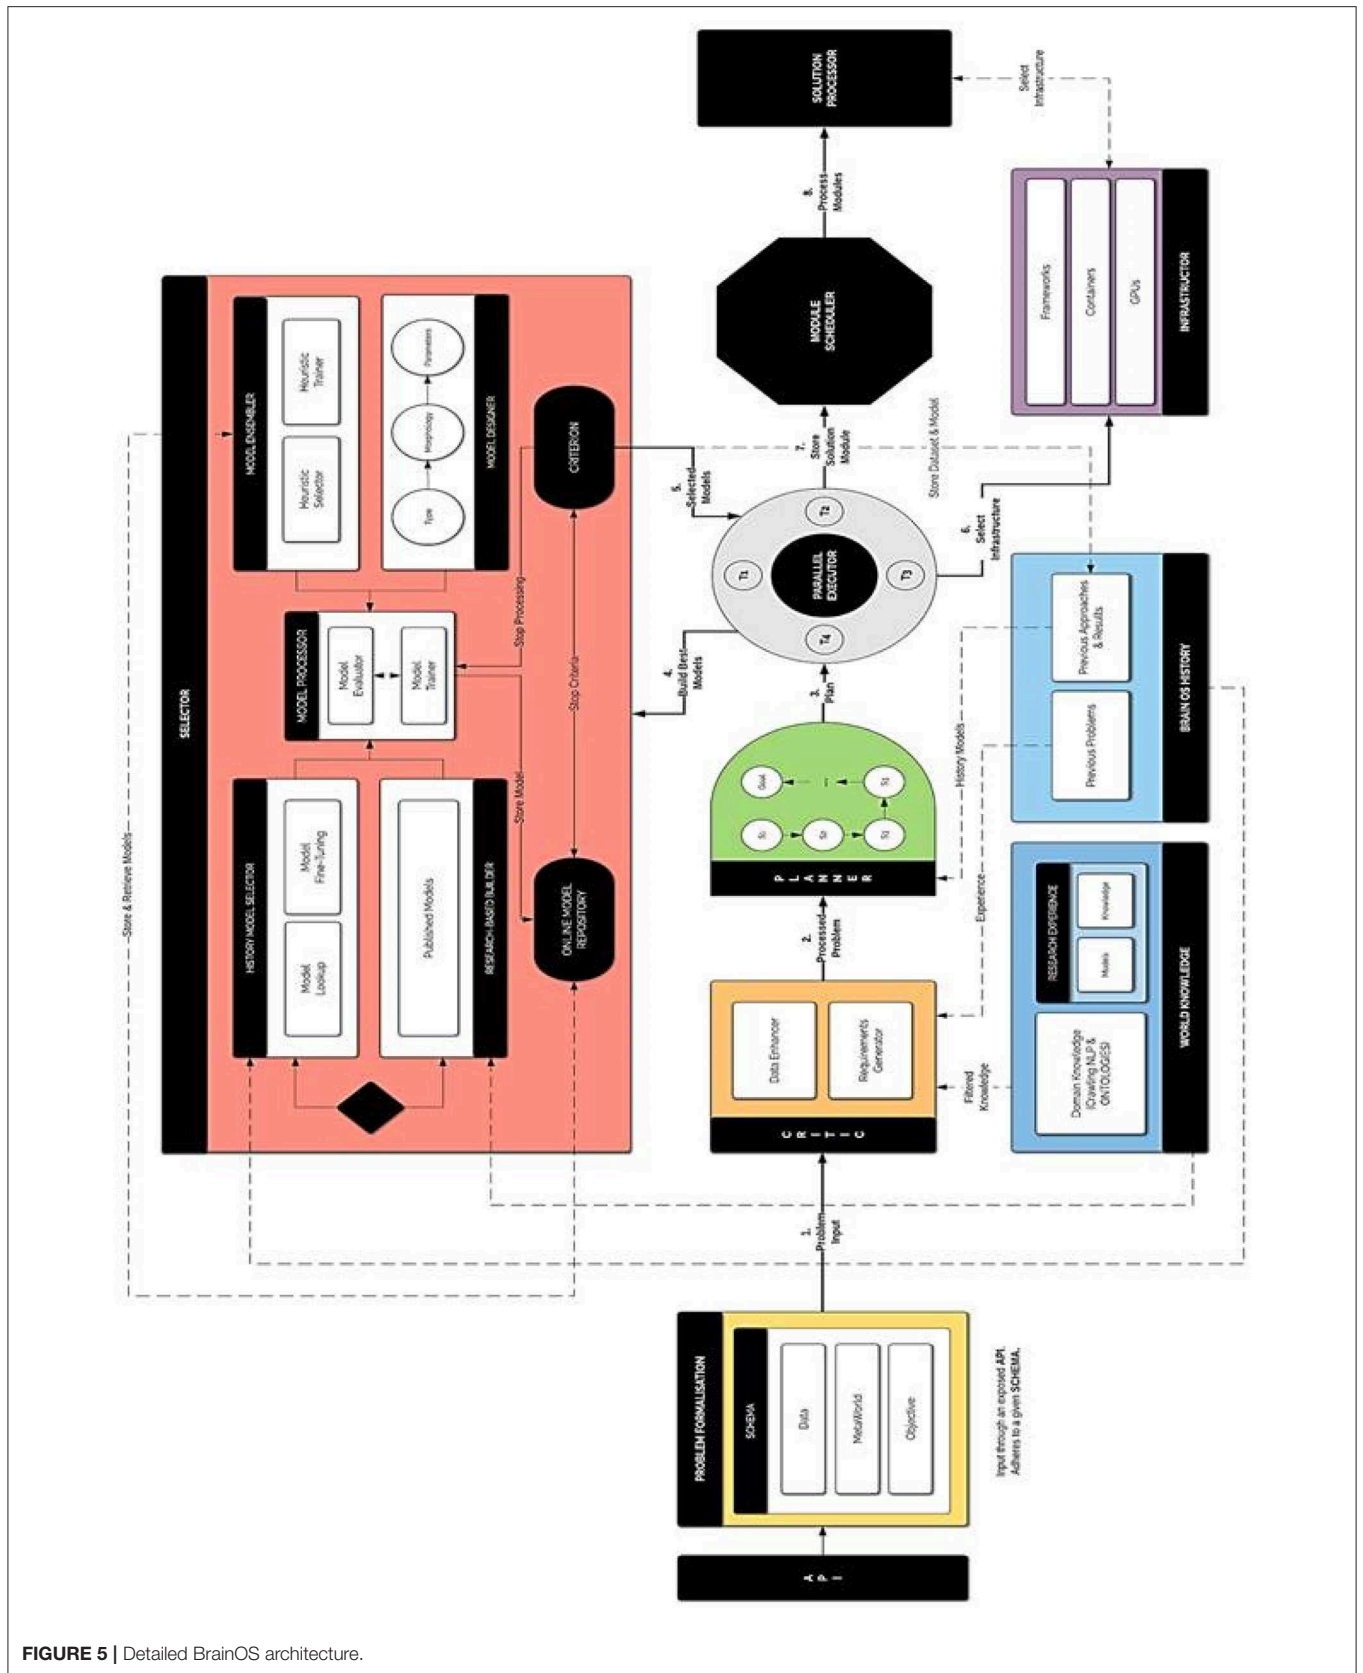 SELECTOR
Store & Retrieve Models
HISTORY MODEL SELECTOR
Model
Lookup
Model
Fine-Tuning
Published Models
RESEARCH-BASED BUILDER
MODEL PROCESSOR
Model
Evaluator
Model
Trainer
MODEL ENSEMBLER
Heuristic
Selector
Heuristic
Trainer
Type
Morphology
Parameters
MODEL DESIGNER
Store Model
Stop Processing
ONLINE MODEL
REPOSITORY
Stop Criteria
CRITERION
4.
Build Best
Models
5.
Selected
Models
API
PROBLEM FORMALISATION
SCHEMA
Data
MetaWorld
Objective
Input through an exposed API.
Adheres to a given SCHEMA.
1.
Problem
Input
CRITIC
Data Enhancer
Requirements
Generator
2.
Processed
Problem
PLANNER
Goal
...
3.
Plan
T1
T2
T3
T4
PARALLEL
EXECUTOR
7.
Store
Solution
Module
MODULE
SCHEDULER
8.
Process
Modules
SOLUTION
PROCESSOR
Select
Infrastructure
6.
Select
Infrastructure
Store Dataset & Model
History Models
Experience
Filtered
Knowledge
Domain Knowledge
(Crawling NLP &
ONTOLOGIES)
RESEARCH EXPERIENCE
Models
Knowledge
WORLD KNOWLEDGE
Previous Problems
Previous Approaches
& Results
BRAIN OS HISTORY
Frameworks
Containers
GPUs
INFRASTRUCTOR
FIGURE 5 | Detailed BrainOS architecture.